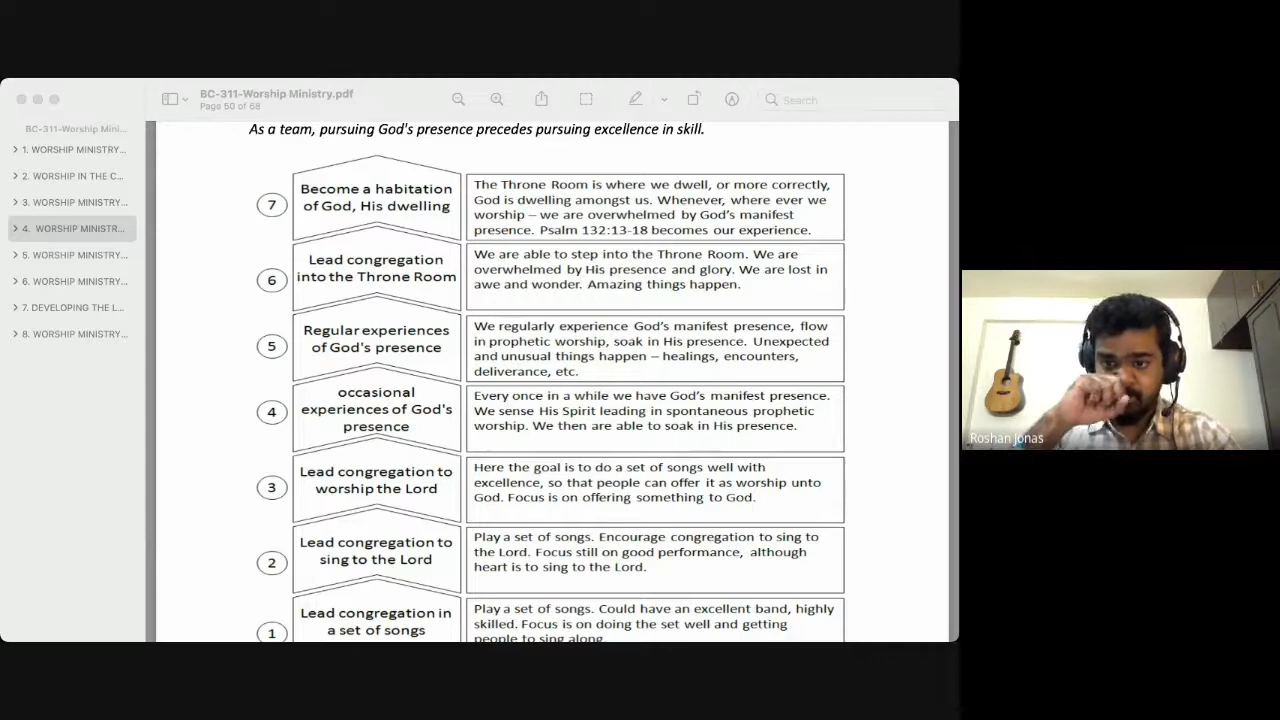 BC-311-Worship Ministry.pdf
Page 50 of 68
Search
BC-311-Worship Mini...
1. WORSHIP MINISTRY...
2. WORSHIP IN THE C...
3. WORSHIP MINISTRY...
4. WORSHIP MINISTR...
5. WORSHIP MINISTRY...
6. WORSHIP MINISTRY...
7. DEVELOPING THE L...
8. WORSHIP MINISTRY...
As a team, pursuing God's presence precedes pursuing excellence in skill.
7
Become a habitation
of God, His dwelling
The Throne Room is where we dwell, or more correctly,
God is dwelling amongst us. Whenever, where ever we
worship – we are overwhelmed by God's manifest
presence. Psalm 132:13-18 becomes our experience.
6
Lead congregation
into the Throne Room
We are able to step into the Throne Room. We are
overwhelmed by His presence and glory. We are lost in
awe and wonder. Amazing things happen.
5
Regular experiences
of God's presence
We regularly experience God's manifest presence, flow
in prophetic worship, soak in His presence. Unexpected
and unusual things happen – healings, encounters,
deliverance, etc.
4
occasional
experiences of God's
presence
Every once in a while we have God's manifest presence.
We sense His Spirit leading in spontaneous prophetic
worship. We then are able to soak in His presence.
3
Lead congregation to
worship the Lord
Here the goal is to do a set of songs well with
excellence, so that people can offer it as worship unto
God. Focus is on offering something to God.
2
Lead congregation to
sing to the Lord
Play a set of songs. Encourage congregation to sing to
the Lord. Focus still on good performance, although
heart is to sing to the Lord.
1
Lead congregation in
a set of songs
Play a set of songs. Could have an excellent band, highly
skilled. Focus is on doing the set well and getting
people to sing along.
Roshan Jonas